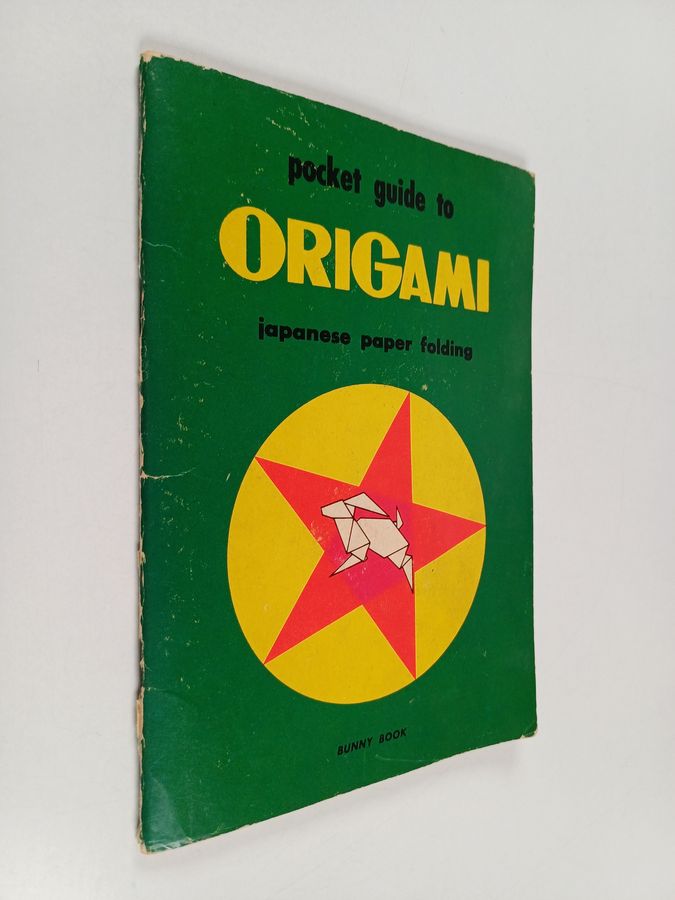 pocket guide to
ORIGAMI
japanese paper folding
BUNNY BOOK